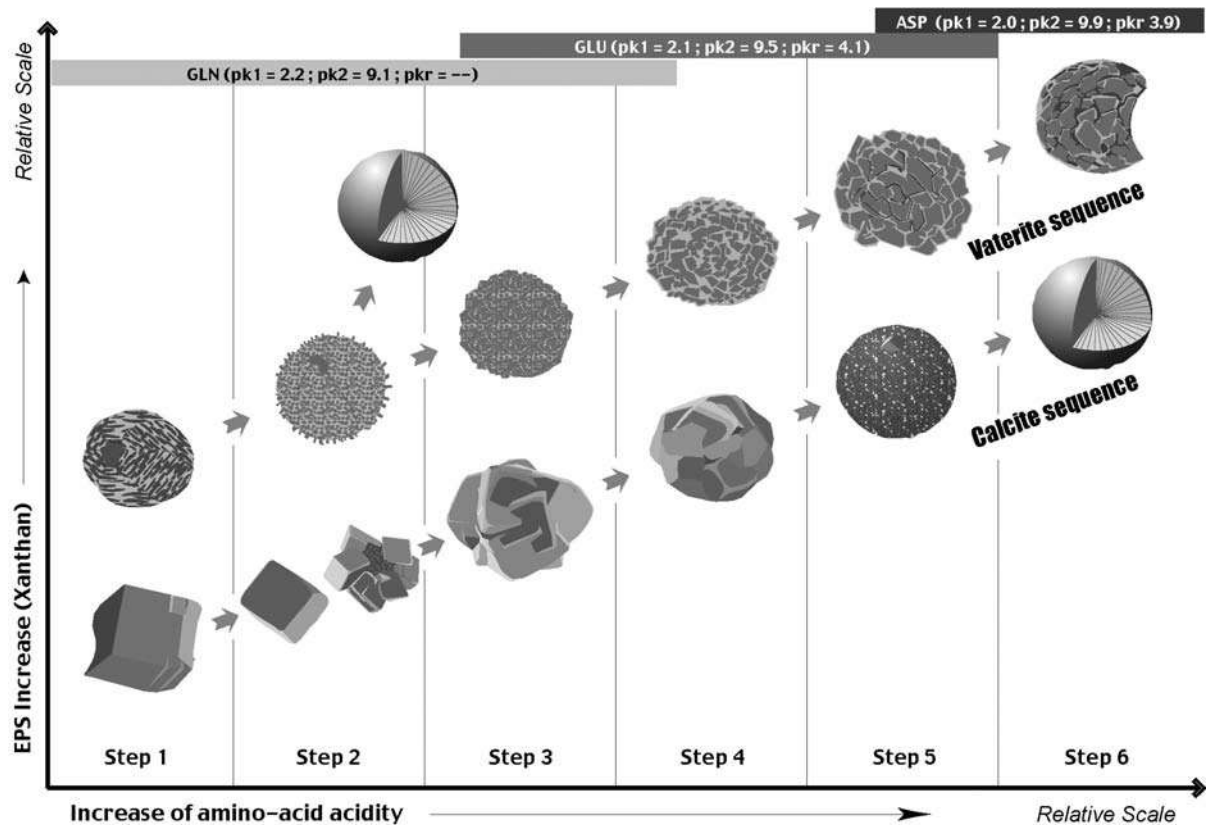 ASP (pk1 = 2.0 ; pk2 = 9.9 ; pkr 3.9)
GLU (pk1 = 2.1 ; pk2 = 9.5 ; pkr = 4.1)
GLN (pk1 = 2.2 ; pk2 = 9.1 ; pkr = --)
Relative Scale
EPS Increase (Xanthan)
Vaterite sequence
Calcite sequence
Step 1
Step 2
Step 3
Step 4
Step 5
Step 6
Increase of amino-acid acidity
Relative Scale